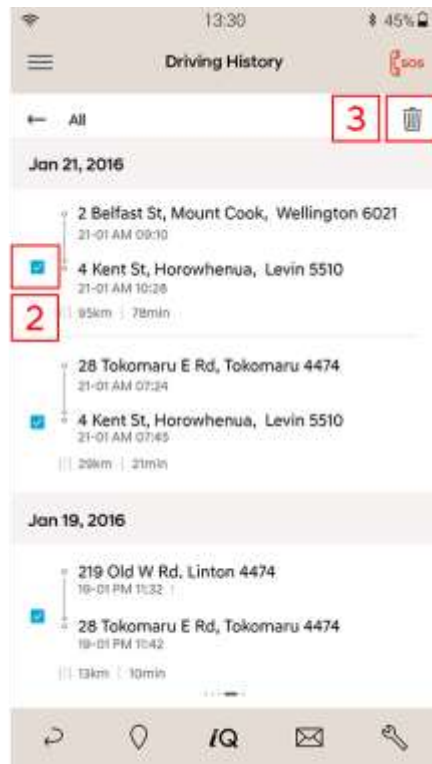 13:30
45%
Driving History
SOS
All
3
Jan 21, 2016
2 Belfast St, Mount Cook, Wellington 6021
21-01 AM 09:10
4 Kent St, Horowhenua, Levin 5510
21-01 AM 10:28
2
95km | 78min
28 Tokomaru E Rd, Tokomaru 4474
21-01 AM 07:24
4 Kent St, Horowhenua, Levin 5510
21-01 AM 07:45
29km | 21min
Jan 19, 2016
219 Old W Rd, Linton 4474
19-01 PM 11:32
28 Tokomaru E Rd, Tokomaru 4474
19-01 PM 11:42
13km | 10min
iQ